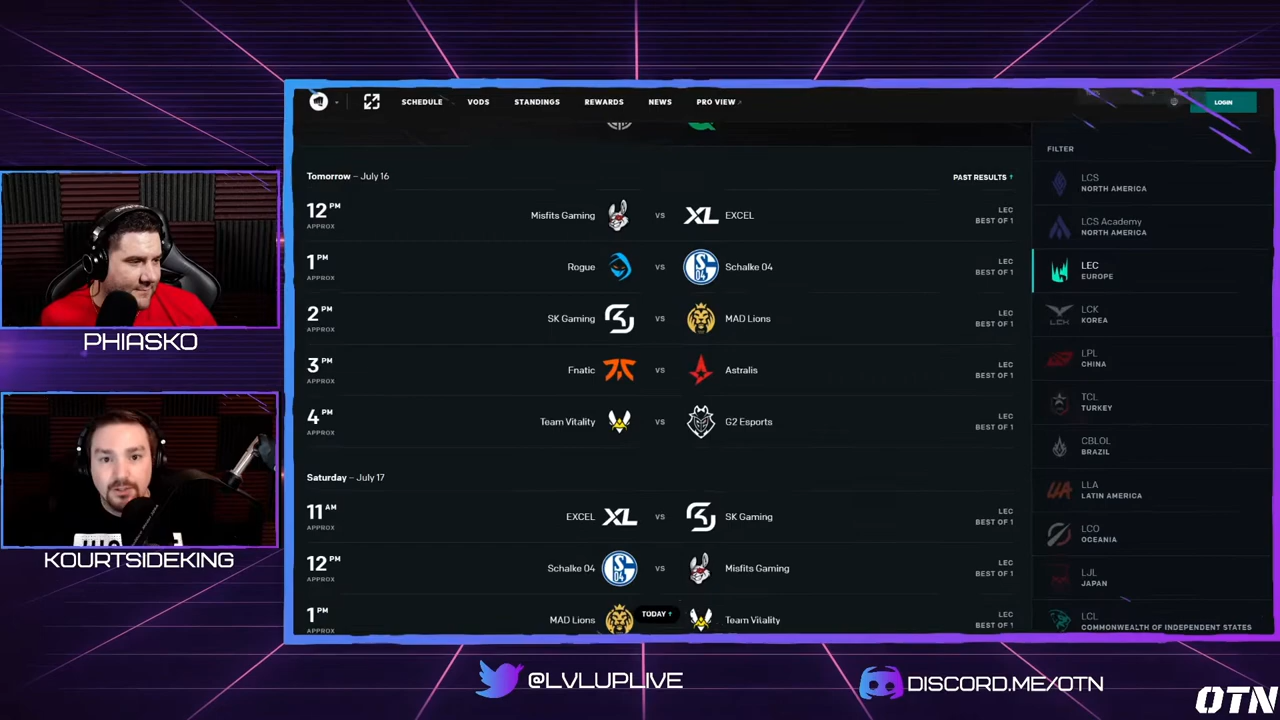 SCHEDULE VODS STANDINGS REWARDS NEWS PRO VIEW LOGIN
FILTER
Tomorrow – July 16 PAST RESULTS ↑
12 PM APPROX Misfits Gaming VS XL EXCEL LEC BEST OF 1
1 PM APPROX Rogue VS S 04 Schalke 04 LEC BEST OF 1
2 PM APPROX SK Gaming VS MAD Lions LEC BEST OF 1
3 PM APPROX Fnatic VS Astralis LEC BEST OF 1
4 PM APPROX Team Vitality VS G2 Esports LEC BEST OF 1
Saturday – July 17
11 AM APPROX EXCEL XL VS SK Gaming LEC BEST OF 1
12 PM APPROX Schalke 04 S 04 VS Misfits Gaming LEC BEST OF 1
1 PM APPROX MAD Lions TODAY ↑ Team Vitality LEC BEST OF 1
LCS
NORTH AMERICA
LCS Academy
NORTH AMERICA
LEC
EUROPE
LCK
KOREA
LPL
CHINA
TCL
TURKEY
CBLOL
BRAZIL
LLA
LATIN AMERICA
LCO
OCEANIA
LJL
JAPAN
LCL
COMMONWEALTH OF INDEPENDENT STATES
PHIASKO
KOURTSIDEKING
@LVLUPLIVE
DISCORD.ME/OTN
OTN